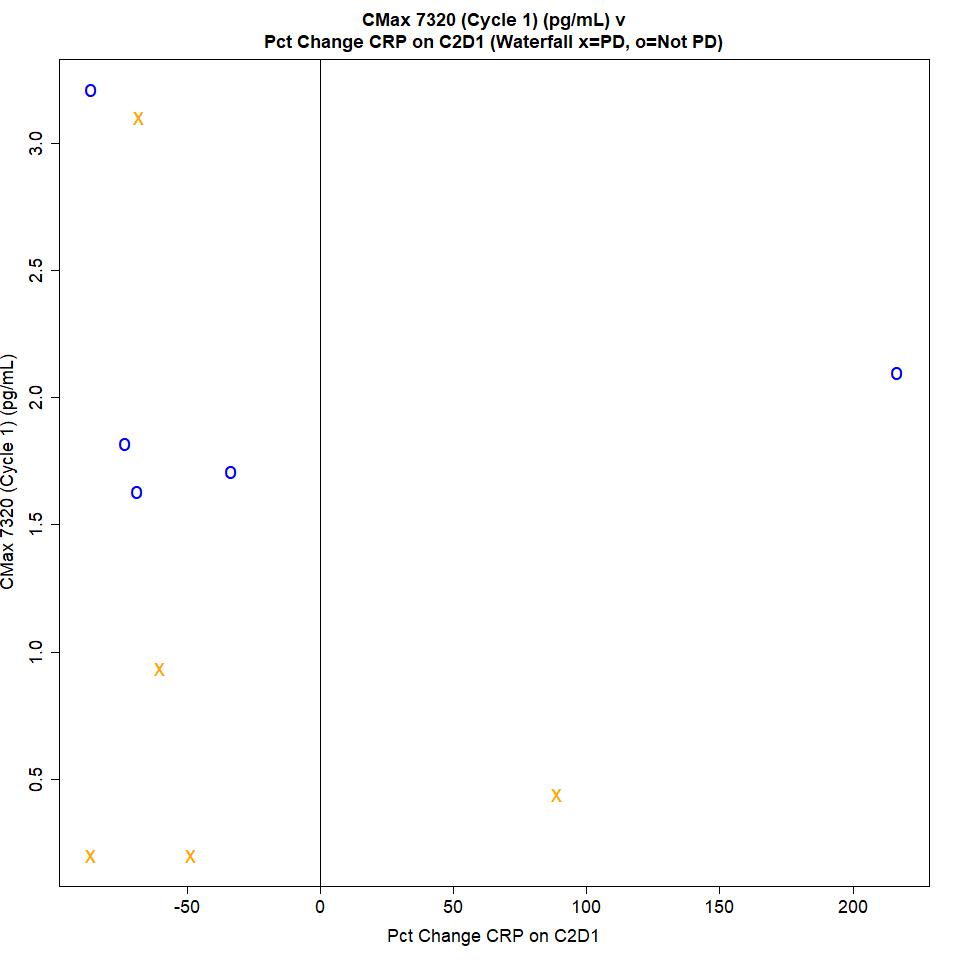 CMax 7320 (Cycle 1) (pg/mL) v
Pct Change CRP on C2D1 (Waterfall x=PD, o=Not PD)
CMax 7320 (Cycle 1) (pg/mL)
3.0
2.5
2.0
1.5
1.0
0.5
O
X
O
O
O
O
X
X
X
X
-50
0
50
100
150
200
Pct Change CRP on C2D1